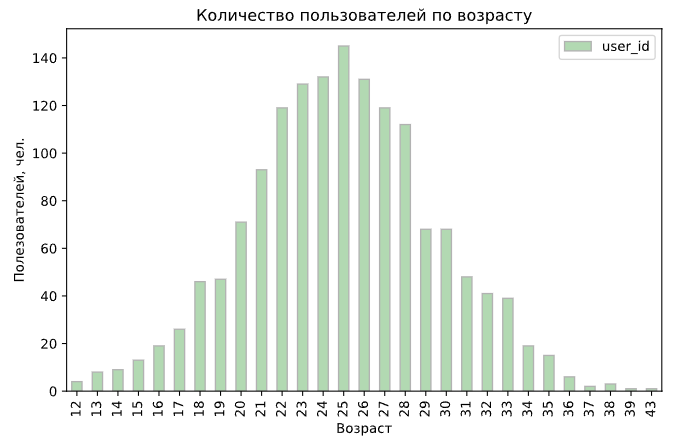 Количество пользователей по возрасту
user_id
140
120
100
80
60
40
20
0
Полезователей, чел.
12 13 14 15 16 17 18 19 20 21 22 23 24 25 26 27 28 29 30 31 32 33 34 35 36 37 38 39 43
Возраст